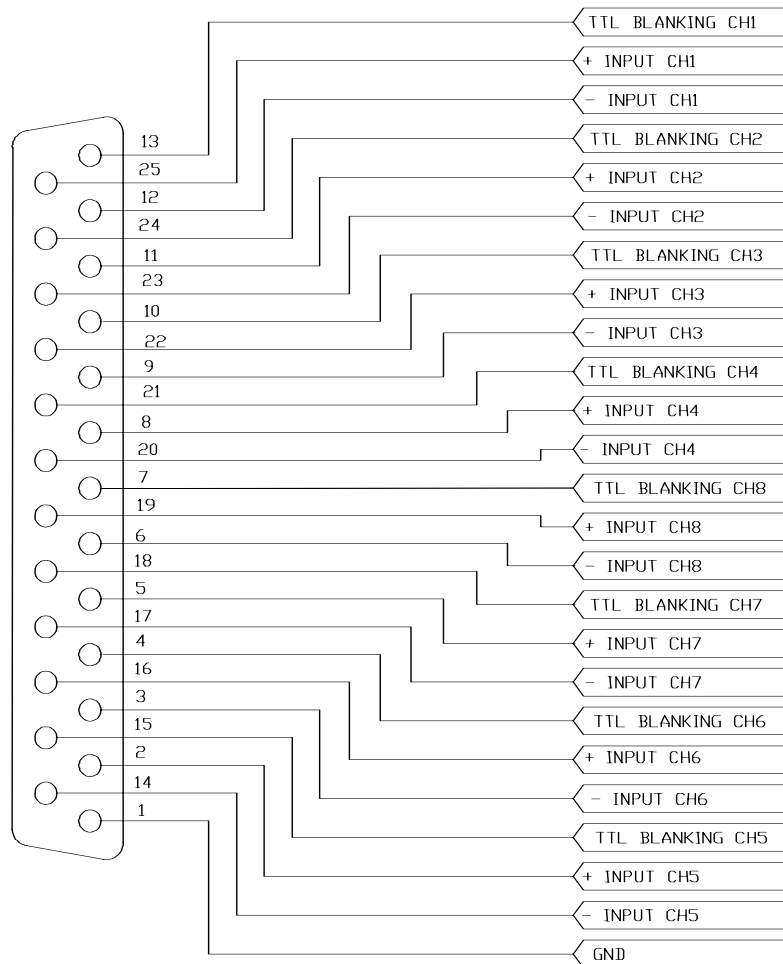 TTL BLANKING CH1
+ INPUT CH1
- INPUT CH1
TTL BLANKING CH2
+ INPUT CH2
- INPUT CH2
TTL BLANKING CH3
+ INPUT CH3
- INPUT CH3
TTL BLANKING CH4
+ INPUT CH4
- INPUT CH4
TTL BLANKING CH8
+ INPUT CH8
- INPUT CH8
TTL BLANKING CH7
+ INPUT CH7
- INPUT CH7
TTL BLANKING CH6
+ INPUT CH6
- INPUT CH6
TTL BLANKING CH5
+ INPUT CH5
- INPUT CH5
GND
13
25
12
24
11
23
10
22
9
21
8
20
7
19
6
18
5
17
4
16
3
15
2
14
1